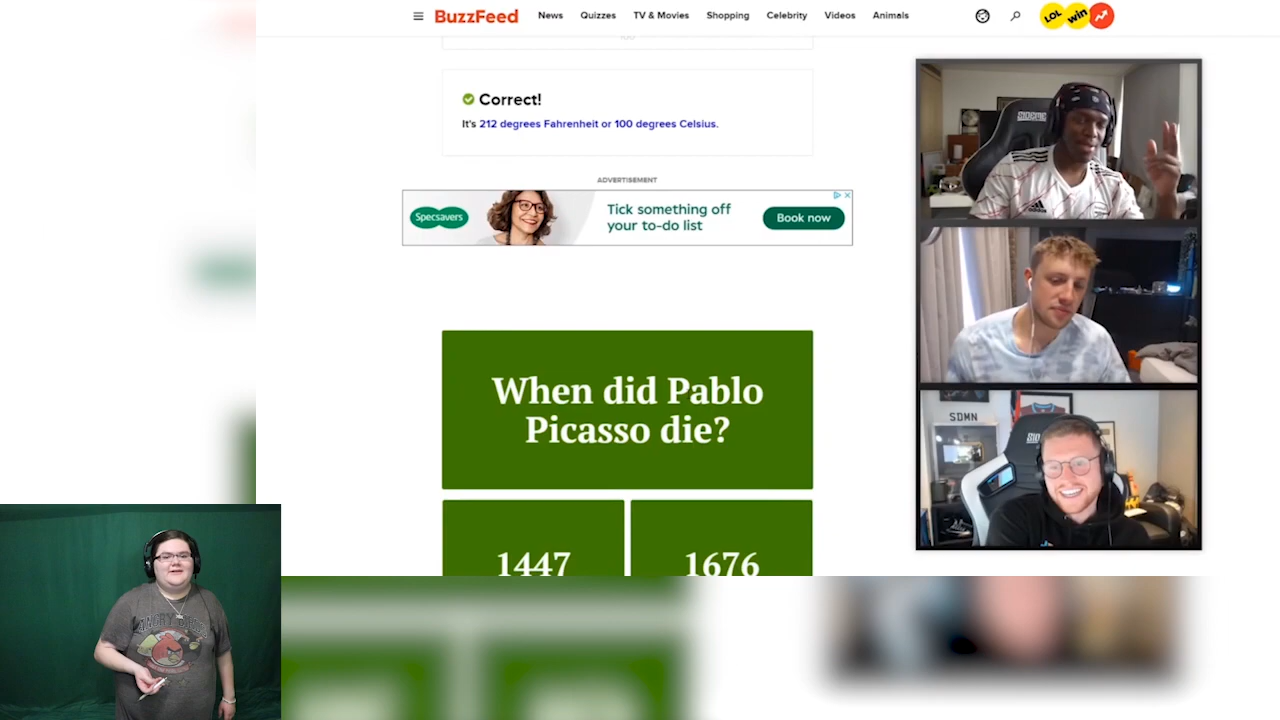 BuzzFeed
News
Quizzes
TV & Movies
Shopping
Celebrity
Videos
Animals
LOL
win
Correct!
It's 212 degrees Fahrenheit or 100 degrees Celsius.
ADVERTISEMENT
Specsavers
Tick something off
your to-do list
Book now
When did Pablo
Picasso die?
1447
1676
SDMN
ANGRY BIRDS